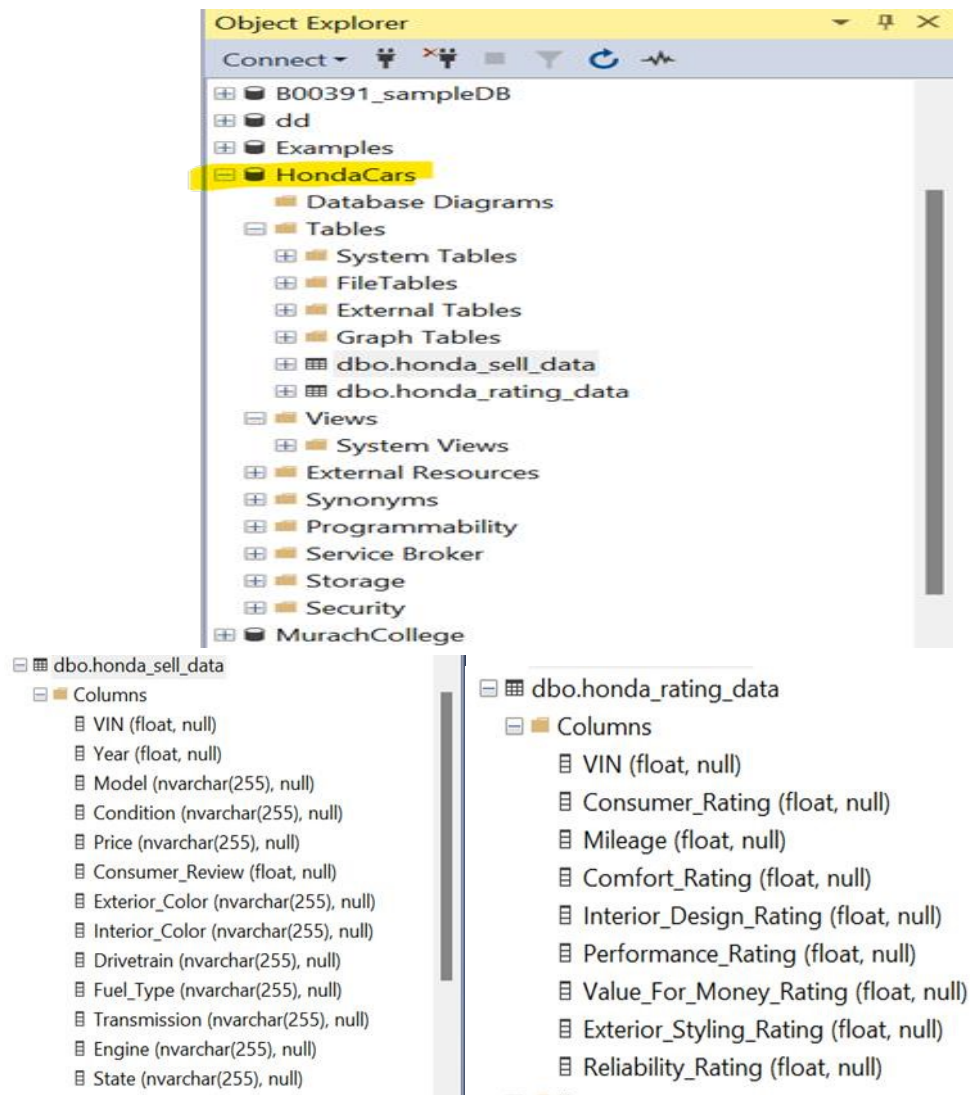 Object Explorer
Connect
B00391_sampleDB
dd
Examples
HondaCars
Database Diagrams
Tables
System Tables
FileTables
External Tables
Graph Tables
dbo.honda_sell_data
dbo.honda_rating_data
Views
System Views
External Resources
Synonyms
Programmability
Service Broker
Storage
Security
MurachCollege
dbo.honda_sell_data
Columns
VIN (float, null)
Year (float, null)
Model (nvarchar(255), null)
Condition (nvarchar(255), null)
Price (nvarchar(255), null)
Consumer_Review (float, null)
Exterior_Color (nvarchar(255), null)
Interior_Color (nvarchar(255), null)
Drivetrain (nvarchar(255), null)
Fuel_Type (nvarchar(255), null)
Transmission (nvarchar(255), null)
Engine (nvarchar(255), null)
State (nvarchar(255), null)
dbo.honda_rating_data
Columns
VIN (float, null)
Consumer_Rating (float, null)
Mileage (float, null)
Comfort_Rating (float, null)
Interior_Design_Rating (float, null)
Performance_Rating (float, null)
Value_For_Money_Rating (float, null)
Exterior_Styling_Rating (float, null)
Reliability_Rating (float, null)